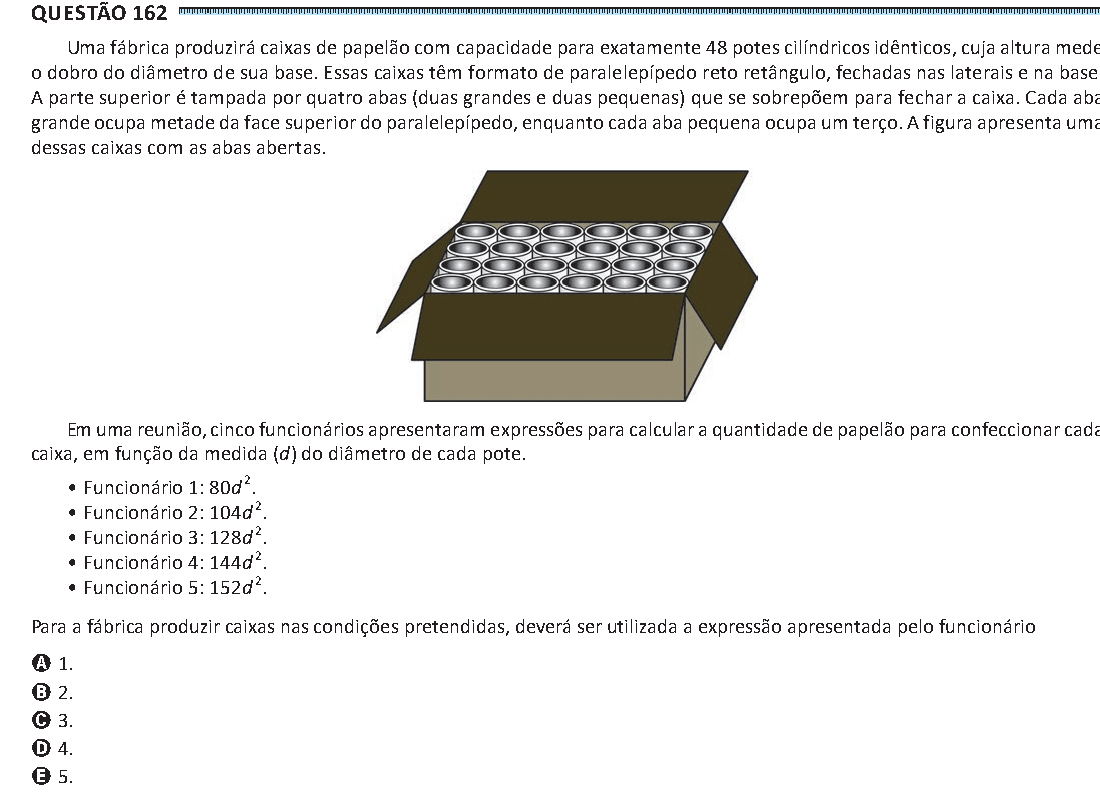 QUESTÃO 162
Uma fábrica produzirá caixas de papelão com capacidade para exatamente 48 potes cilíndricos idênticos, cuja altura mede
o dobro do diâmetro de sua base. Essas caixas têm formato de paralelepípedo reto retângulo, fechadas nas laterais e na base
A parte superior é tampada por quatro abas (duas grandes e duas pequenas) que se sobrepõem para fechar a caixa. Cada aba
grande ocupa metade da face superior do paralelepípedo, enquanto cada aba pequena ocupa um terço. A figura apresenta uma
dessas caixas com as abas abertas.
Em uma reunião, cinco funcionários apresentaram expressões para calcular a quantidade de papelão para confeccionar cada
caixa, em função da medida (d) do diâmetro de cada pote.
• Funcionário 1: 80d².
• Funcionário 2: 104d².
• Funcionário 3: 128d².
• Funcionário 4: 144d².
• Funcionário 5: 152d².
Para a fábrica produzir caixas nas condições pretendidas, deverá ser utilizada a expressão apresentada pelo funcionário
A 1.
B 2.
C 3.
D 4.
E 5.